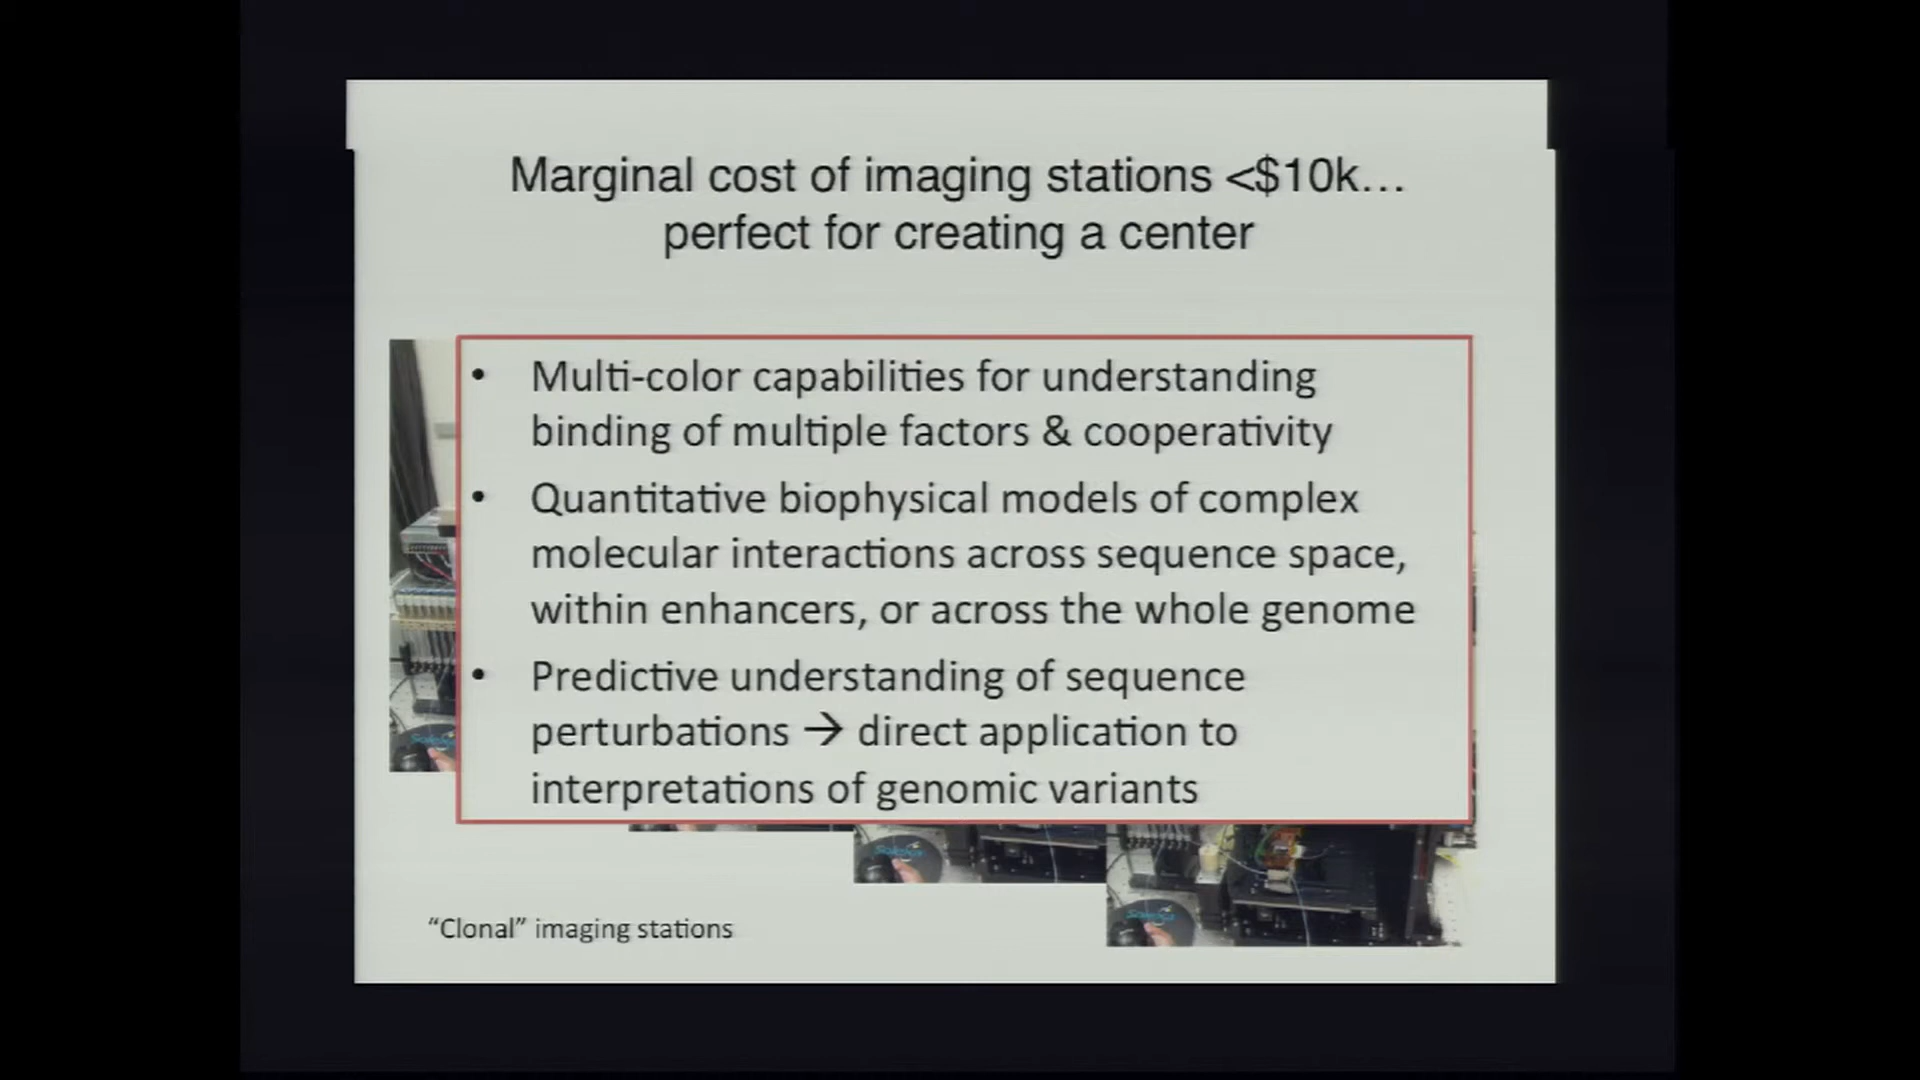 Marginal cost of imaging stations <$10k…
perfect for creating a center
• Multi-color capabilities for understanding
binding of multiple factors & cooperativity
• Quantitative biophysical models of complex
molecular interactions across sequence space,
within enhancers, or across the whole genome
• Predictive understanding of sequence
perturbations → direct application to
interpretations of genomic variants
“Clonal” imaging stations